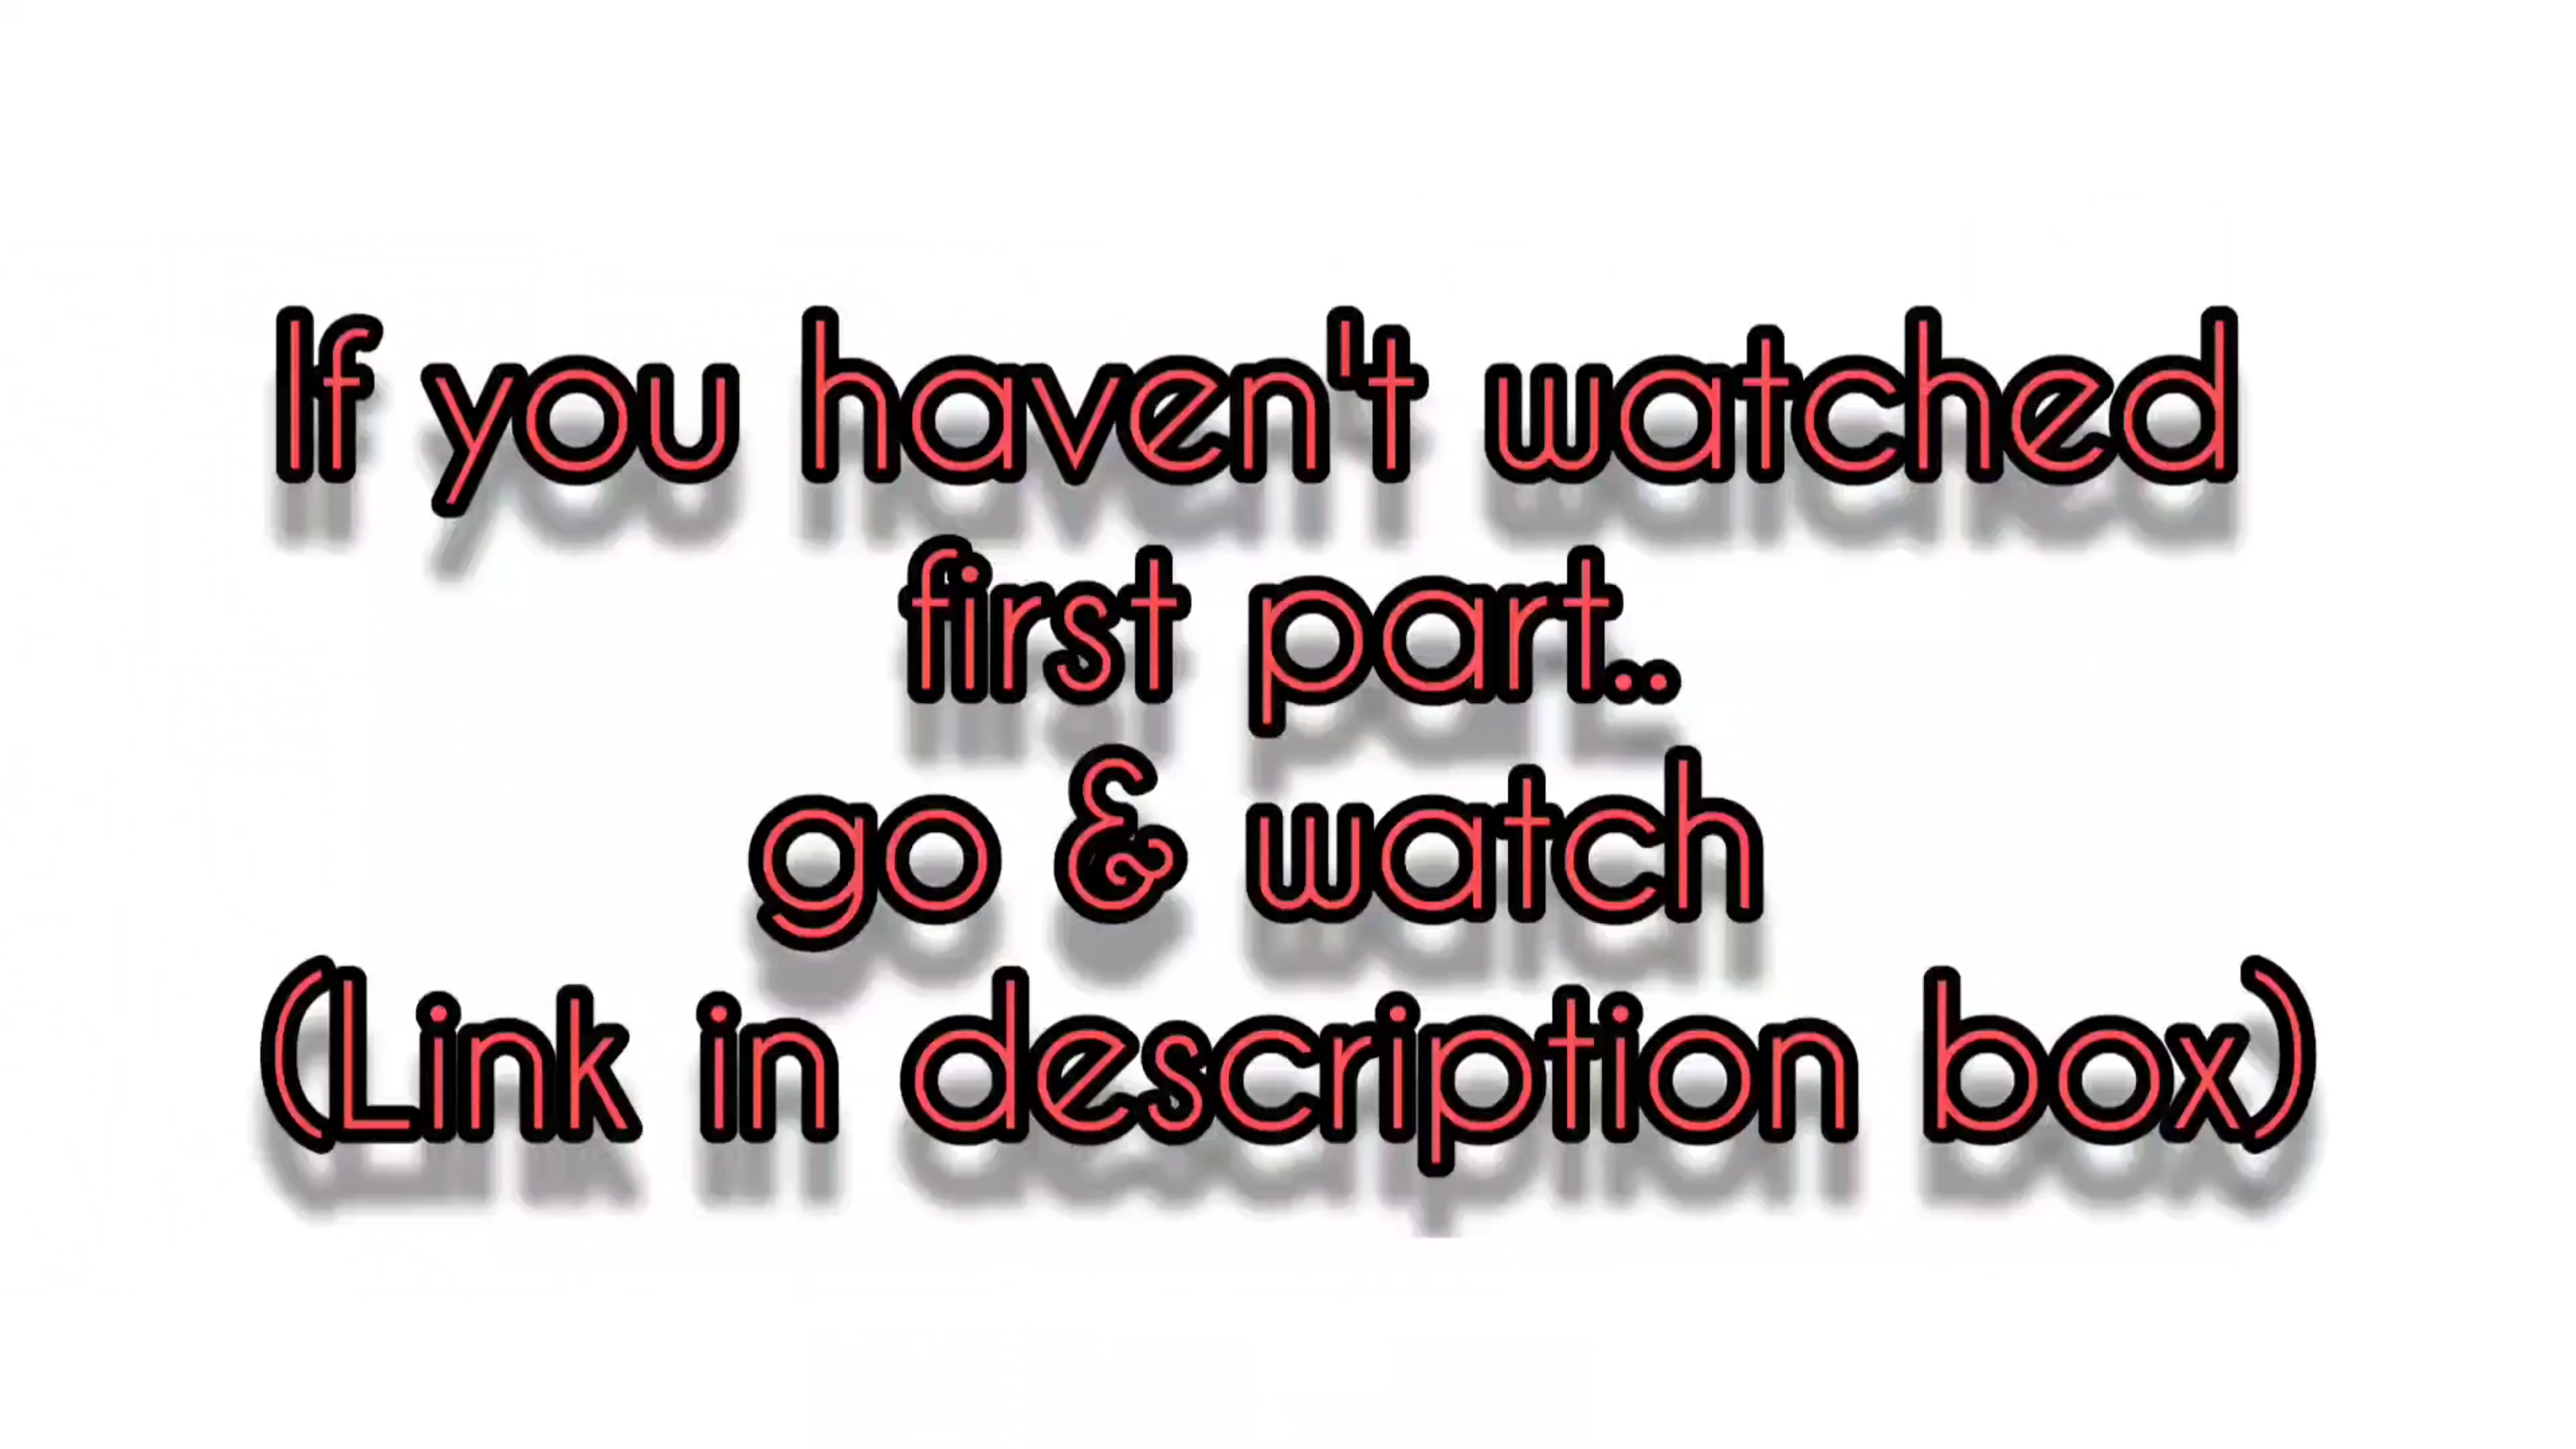 If you haven't watched
first part..
go & watch
(Link in description box)